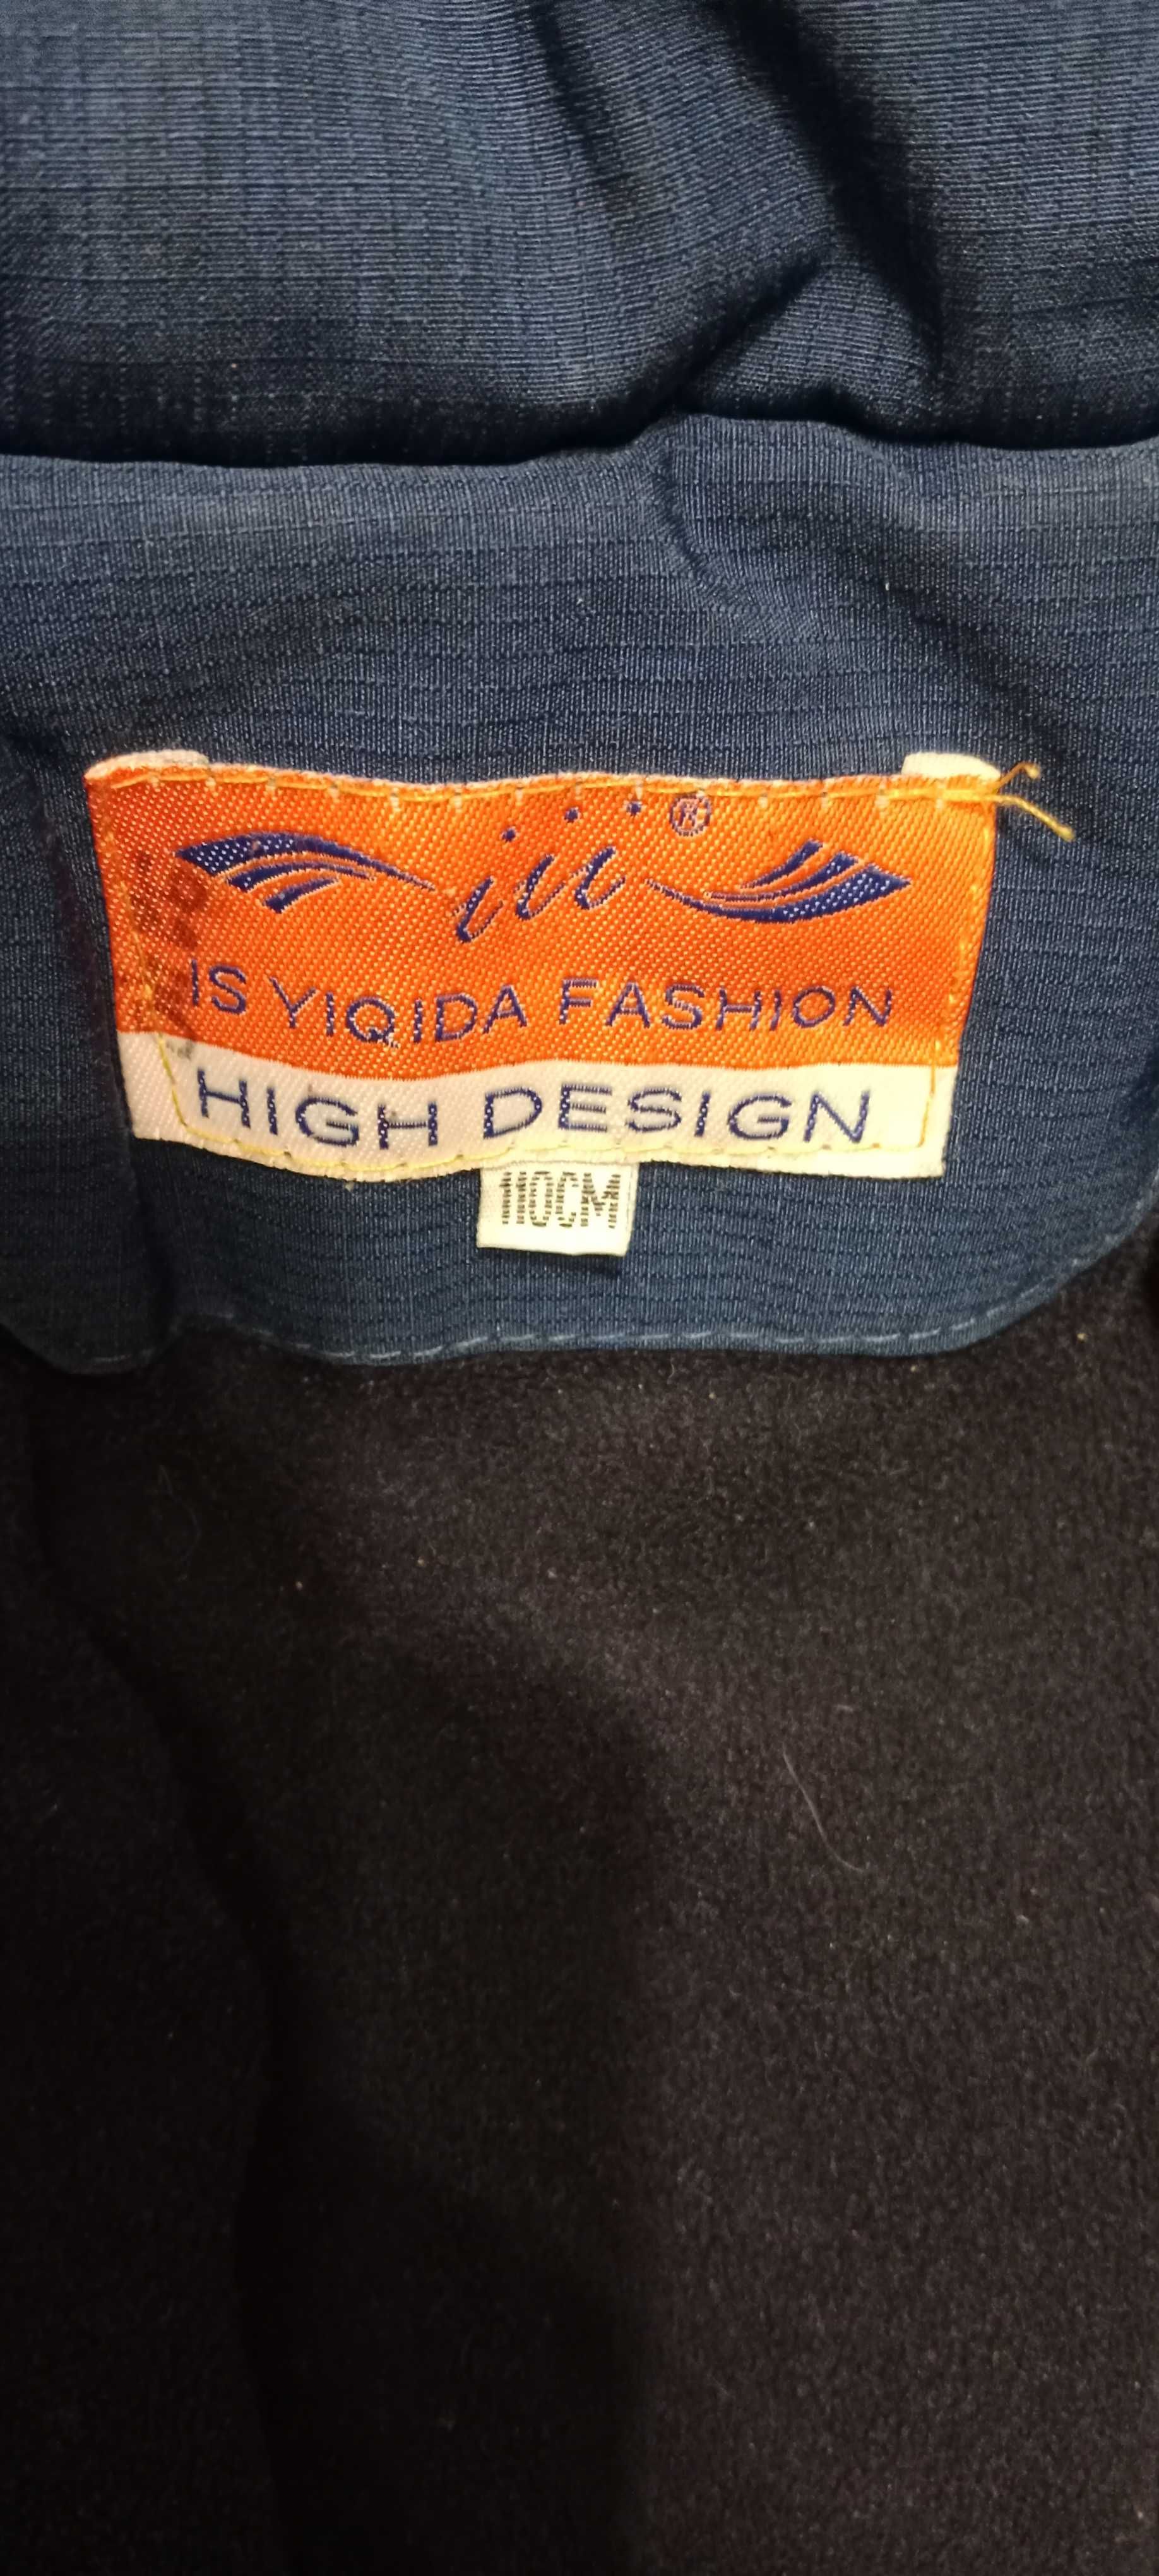 iii®
IS YIQIDA FASHION
HIGH DESIGN
110CM